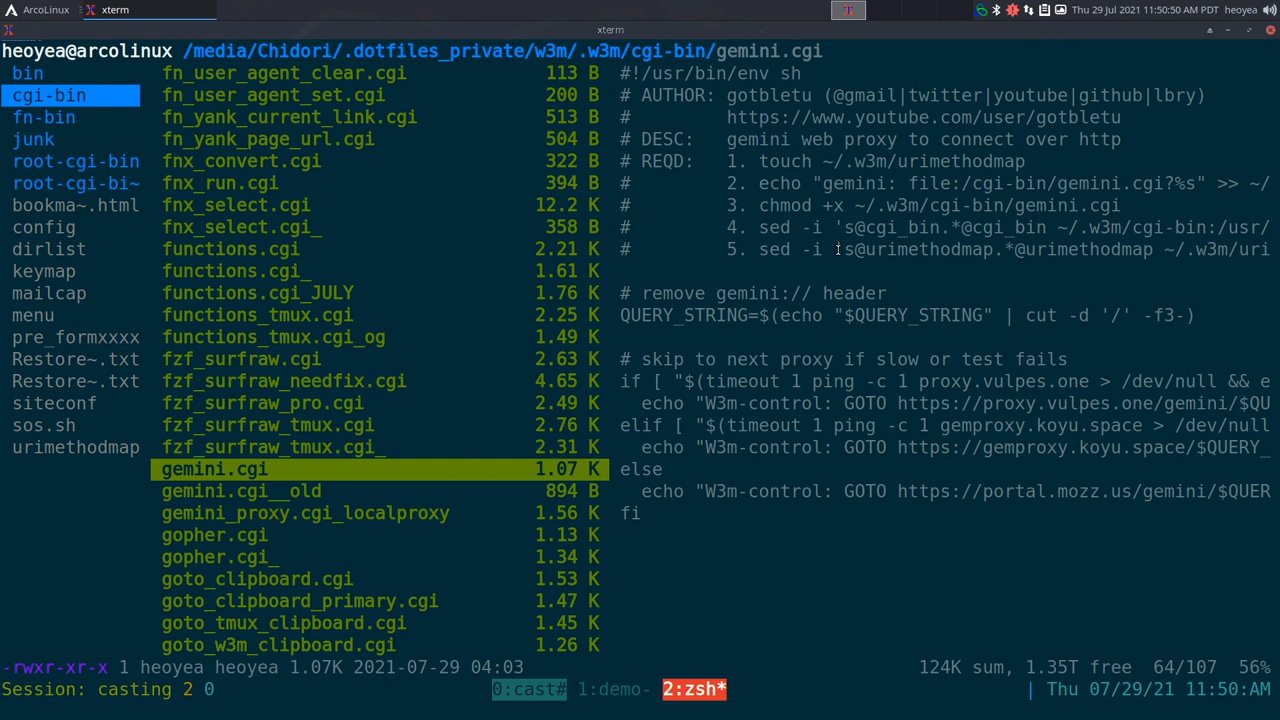 ArcoLinux xterm Thu 29 Jul 2021 11:50:50 AM PDT heoyea
xterm
heoyea@arcolinux /media/Chidori/.dotfiles_private/w3m/.w3m/cgi-bin/gemini.cgi
bin fn_user_agent_clear.cgi 113 B #!/usr/bin/env sh
cgi-bin fn_user_agent_set.cgi 200 B # AUTHOR: gotbletu (@gmail|twitter|youtube|github|lbry)
fn-bin fn_yank_current_link.cgi 513 B # https://www.youtube.com/user/gotbletu
junk fn_yank_page_url.cgi 504 B # DESC: gemini web proxy to connect over http
root-cgi-bin fnx_convert.cgi 322 B # REQD: 1. touch ~/.w3m/urimethodmap
root-cgi-bi~ fnx_run.cgi 394 B # 2. echo "gemini: file:/cgi-bin/gemini.cgi?%s" >> ~/
bookma~.html fnx_select.cgi 12.2 K # 3. chmod +x ~/.w3m/cgi-bin/gemini.cgi
config fnx_select.cgi_ 358 B # 4. sed -i 's@cgi_bin.*@cgi_bin ~/.w3m/cgi-bin:/usr/
dirlist functions.cgi 2.21 K # 5. sed -i 's@urimethodmap.*@urimethodmap ~/.w3m/uri
keymap functions.cgi_ 1.61 K
mailcap functions.cgi_JULY 1.76 K # remove gemini:// header
menu functions_tmux.cgi 2.25 K QUERY_STRING=$(echo "$QUERY_STRING" | cut -d '/' -f3-)
pre_formxxxx functions_tmux.cgi_og 1.49 K
Restore~.txt fzf_surfraw.cgi 2.63 K # skip to next proxy if slow or test fails
Restore~.txt fzf_surfraw_needfix.cgi 4.65 K if [ "$(timeout 1 ping -c 1 proxy.vulpes.one > /dev/null && e
siteconf fzf_surfraw_pro.cgi 2.49 K echo "W3m-control: GOTO https://proxy.vulpes.one/gemini/$QU
sos.sh fzf_surfraw_tmux.cgi 2.76 K elif [ "$(timeout 1 ping -c 1 gemproxy.koyu.space > /dev/null
urimethodmap fzf_surfraw_tmux.cgi_ 2.31 K echo "W3m-control: GOTO https://gemproxy.koyu.space/$QUERY_
gemini.cgi 1.07 K else
gemini.cgi__old 894 B echo "W3m-control: GOTO https://portal.mozz.us/gemini/$QUER
gemini_proxy.cgi_localproxy 1.56 K fi
gopher.cgi 1.13 K
gopher.cgi_ 1.34 K
goto_clipboard.cgi 1.53 K
goto_clipboard_primary.cgi 1.47 K
goto_tmux_clipboard.cgi 1.45 K
goto_w3m_clipboard.cgi 1.26 K
-rwxr-xr-x 1 heoyea heoyea 1.07K 2021-07-29 04:03 124K sum, 1.35T free 64/107 56%
Session: casting 2 0 0:cast# 1:demo- 2:zsh* | Thu 07/29/21 11:50:AM